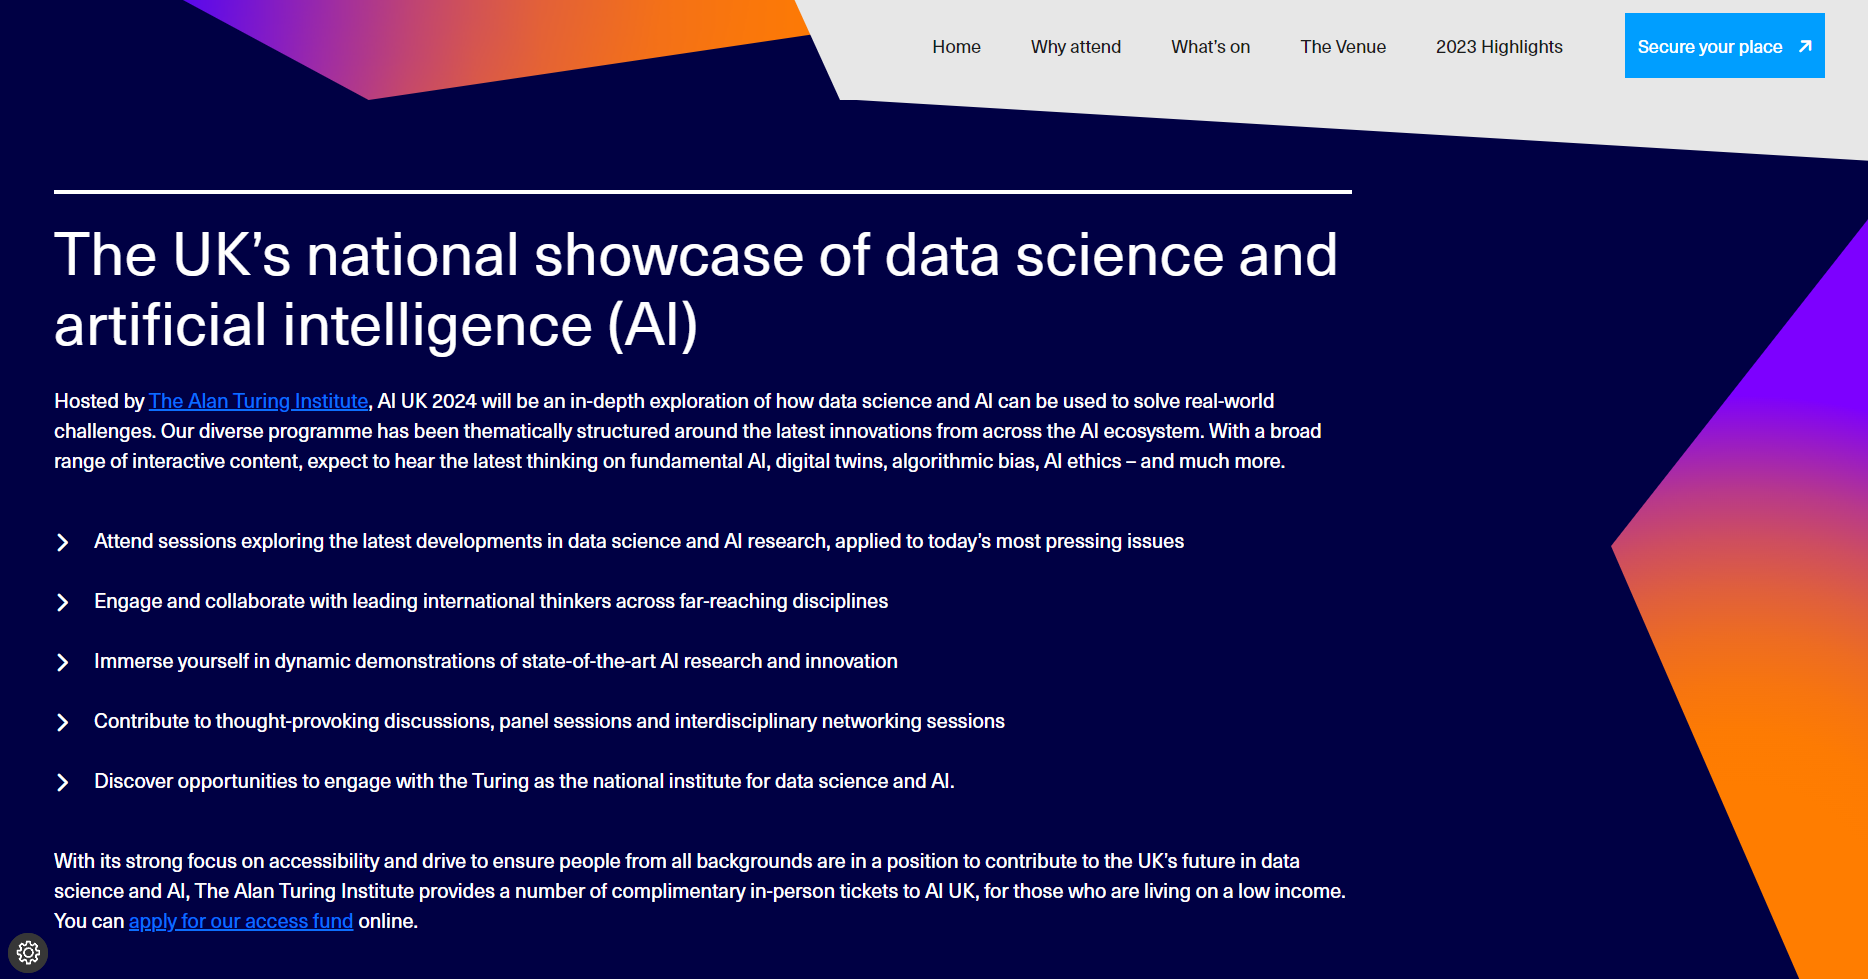 Home Why attend What’s on The Venue 2023 Highlights Secure your place
The UK’s national showcase of data science and
artificial intelligence (AI)
Hosted by The Alan Turing Institute, AI UK 2024 will be an in-depth exploration of how data science and AI can be used to solve real-world
challenges. Our diverse programme has been thematically structured around the latest innovations from across the AI ecosystem. With a broad
range of interactive content, expect to hear the latest thinking on fundamental AI, digital twins, algorithmic bias, AI ethics – and much more.
Attend sessions exploring the latest developments in data science and AI research, applied to today’s most pressing issues
Engage and collaborate with leading international thinkers across far-reaching disciplines
Immerse yourself in dynamic demonstrations of state-of-the-art AI research and innovation
Contribute to thought-provoking discussions, panel sessions and interdisciplinary networking sessions
Discover opportunities to engage with the Turing as the national institute for data science and AI.
With its strong focus on accessibility and drive to ensure people from all backgrounds are in a position to contribute to the UK’s future in data
science and AI, The Alan Turing Institute provides a number of complimentary in-person tickets to AI UK, for those who are living on a low income.
You can apply for our access fund online.